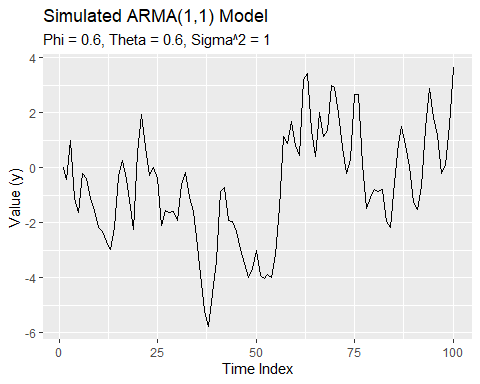 Simulated ARMA(1,1) Model
Phi = 0.6, Theta = 0.6, Sigma^2 = 1
4
2
0
-2
-4
-6
Value (y)
0
25
50
75
100
Time Index